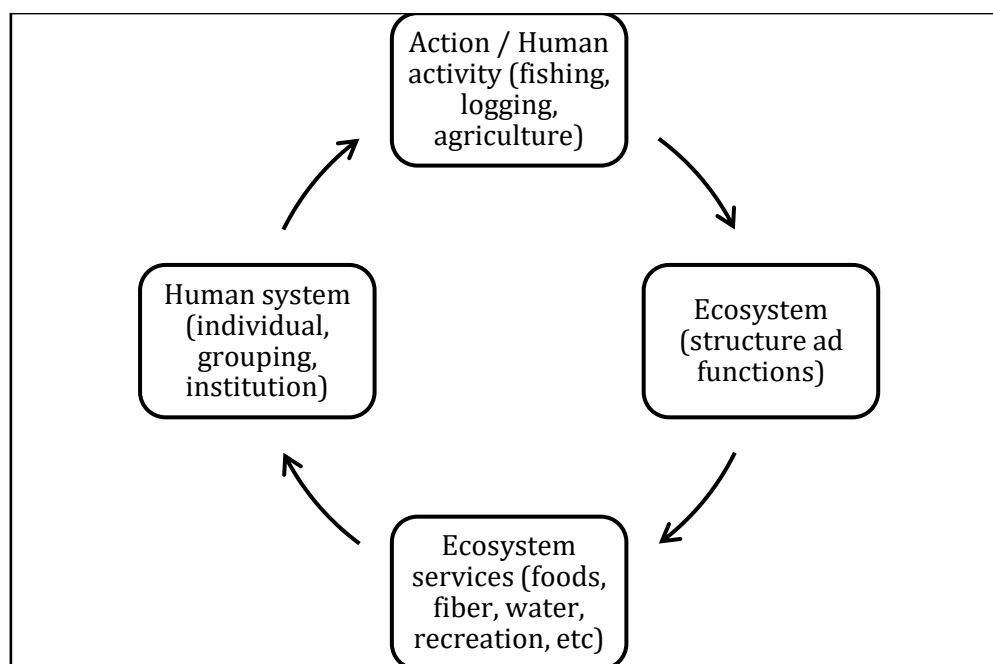 Action / Human
activity (fishing,
logging,
agriculture)
Human system
(individual,
grouping,
institution)
Ecosystem
(structure ad
functions)
Ecosystem
services (foods,
fiber, water,
recreation, etc)